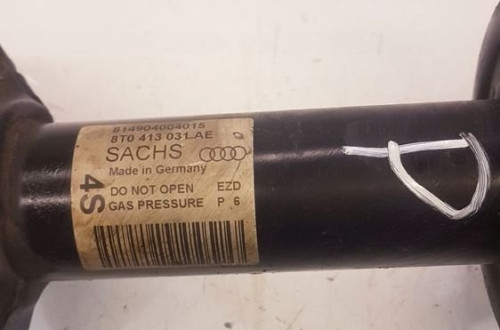 814904004015
8T0 413 031 AE
SACHS
Made in Germany
4S
DO NOT OPEN EZD
GAS PRESSURE P 6